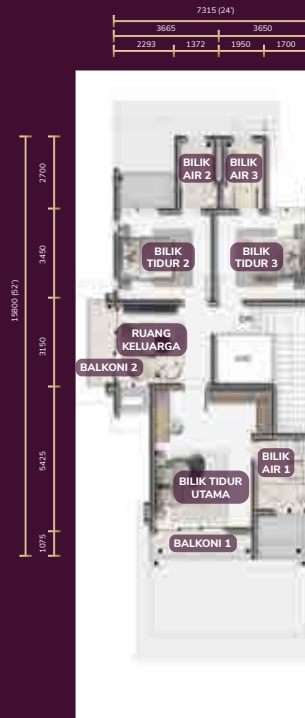 7315 (24')
3665 3650
2293 1372 1950 1700
BILIK
AIR 2
BILIK
AIR 3
2700
BILIK
TIDUR 2
BILIK
TIDUR 3
3450
15800 (52')
RUANG
KELUARGA
3150
BALKONI 2
5425
BILIK
AIR 1
BILIK TIDUR
UTAMA
BALKONI 1
1075